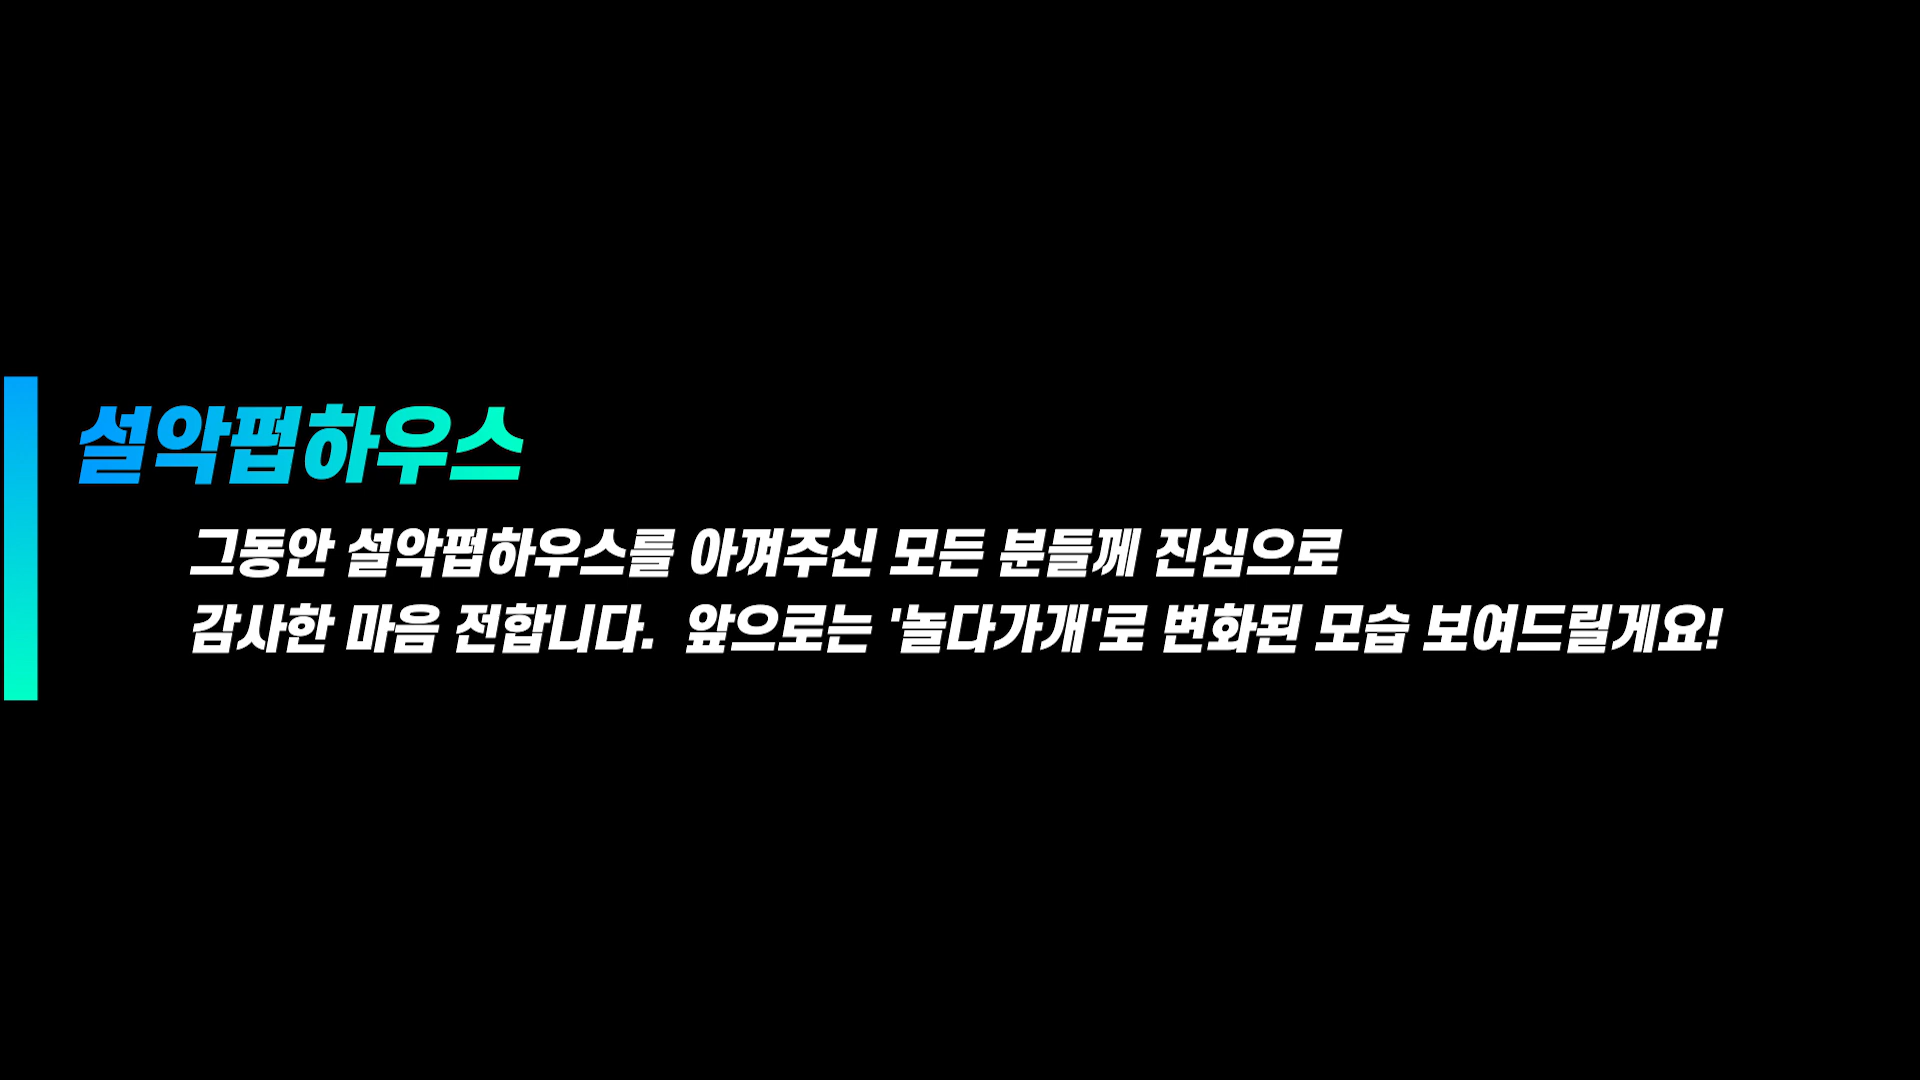 설악펍하우스
그동안 설악펍하우스를 아껴주신 모든 분들께 진심으로
감사한 마음 전합니다.  앞으로는 '놀다가개'로 변화된 모습 보여드릴게요!